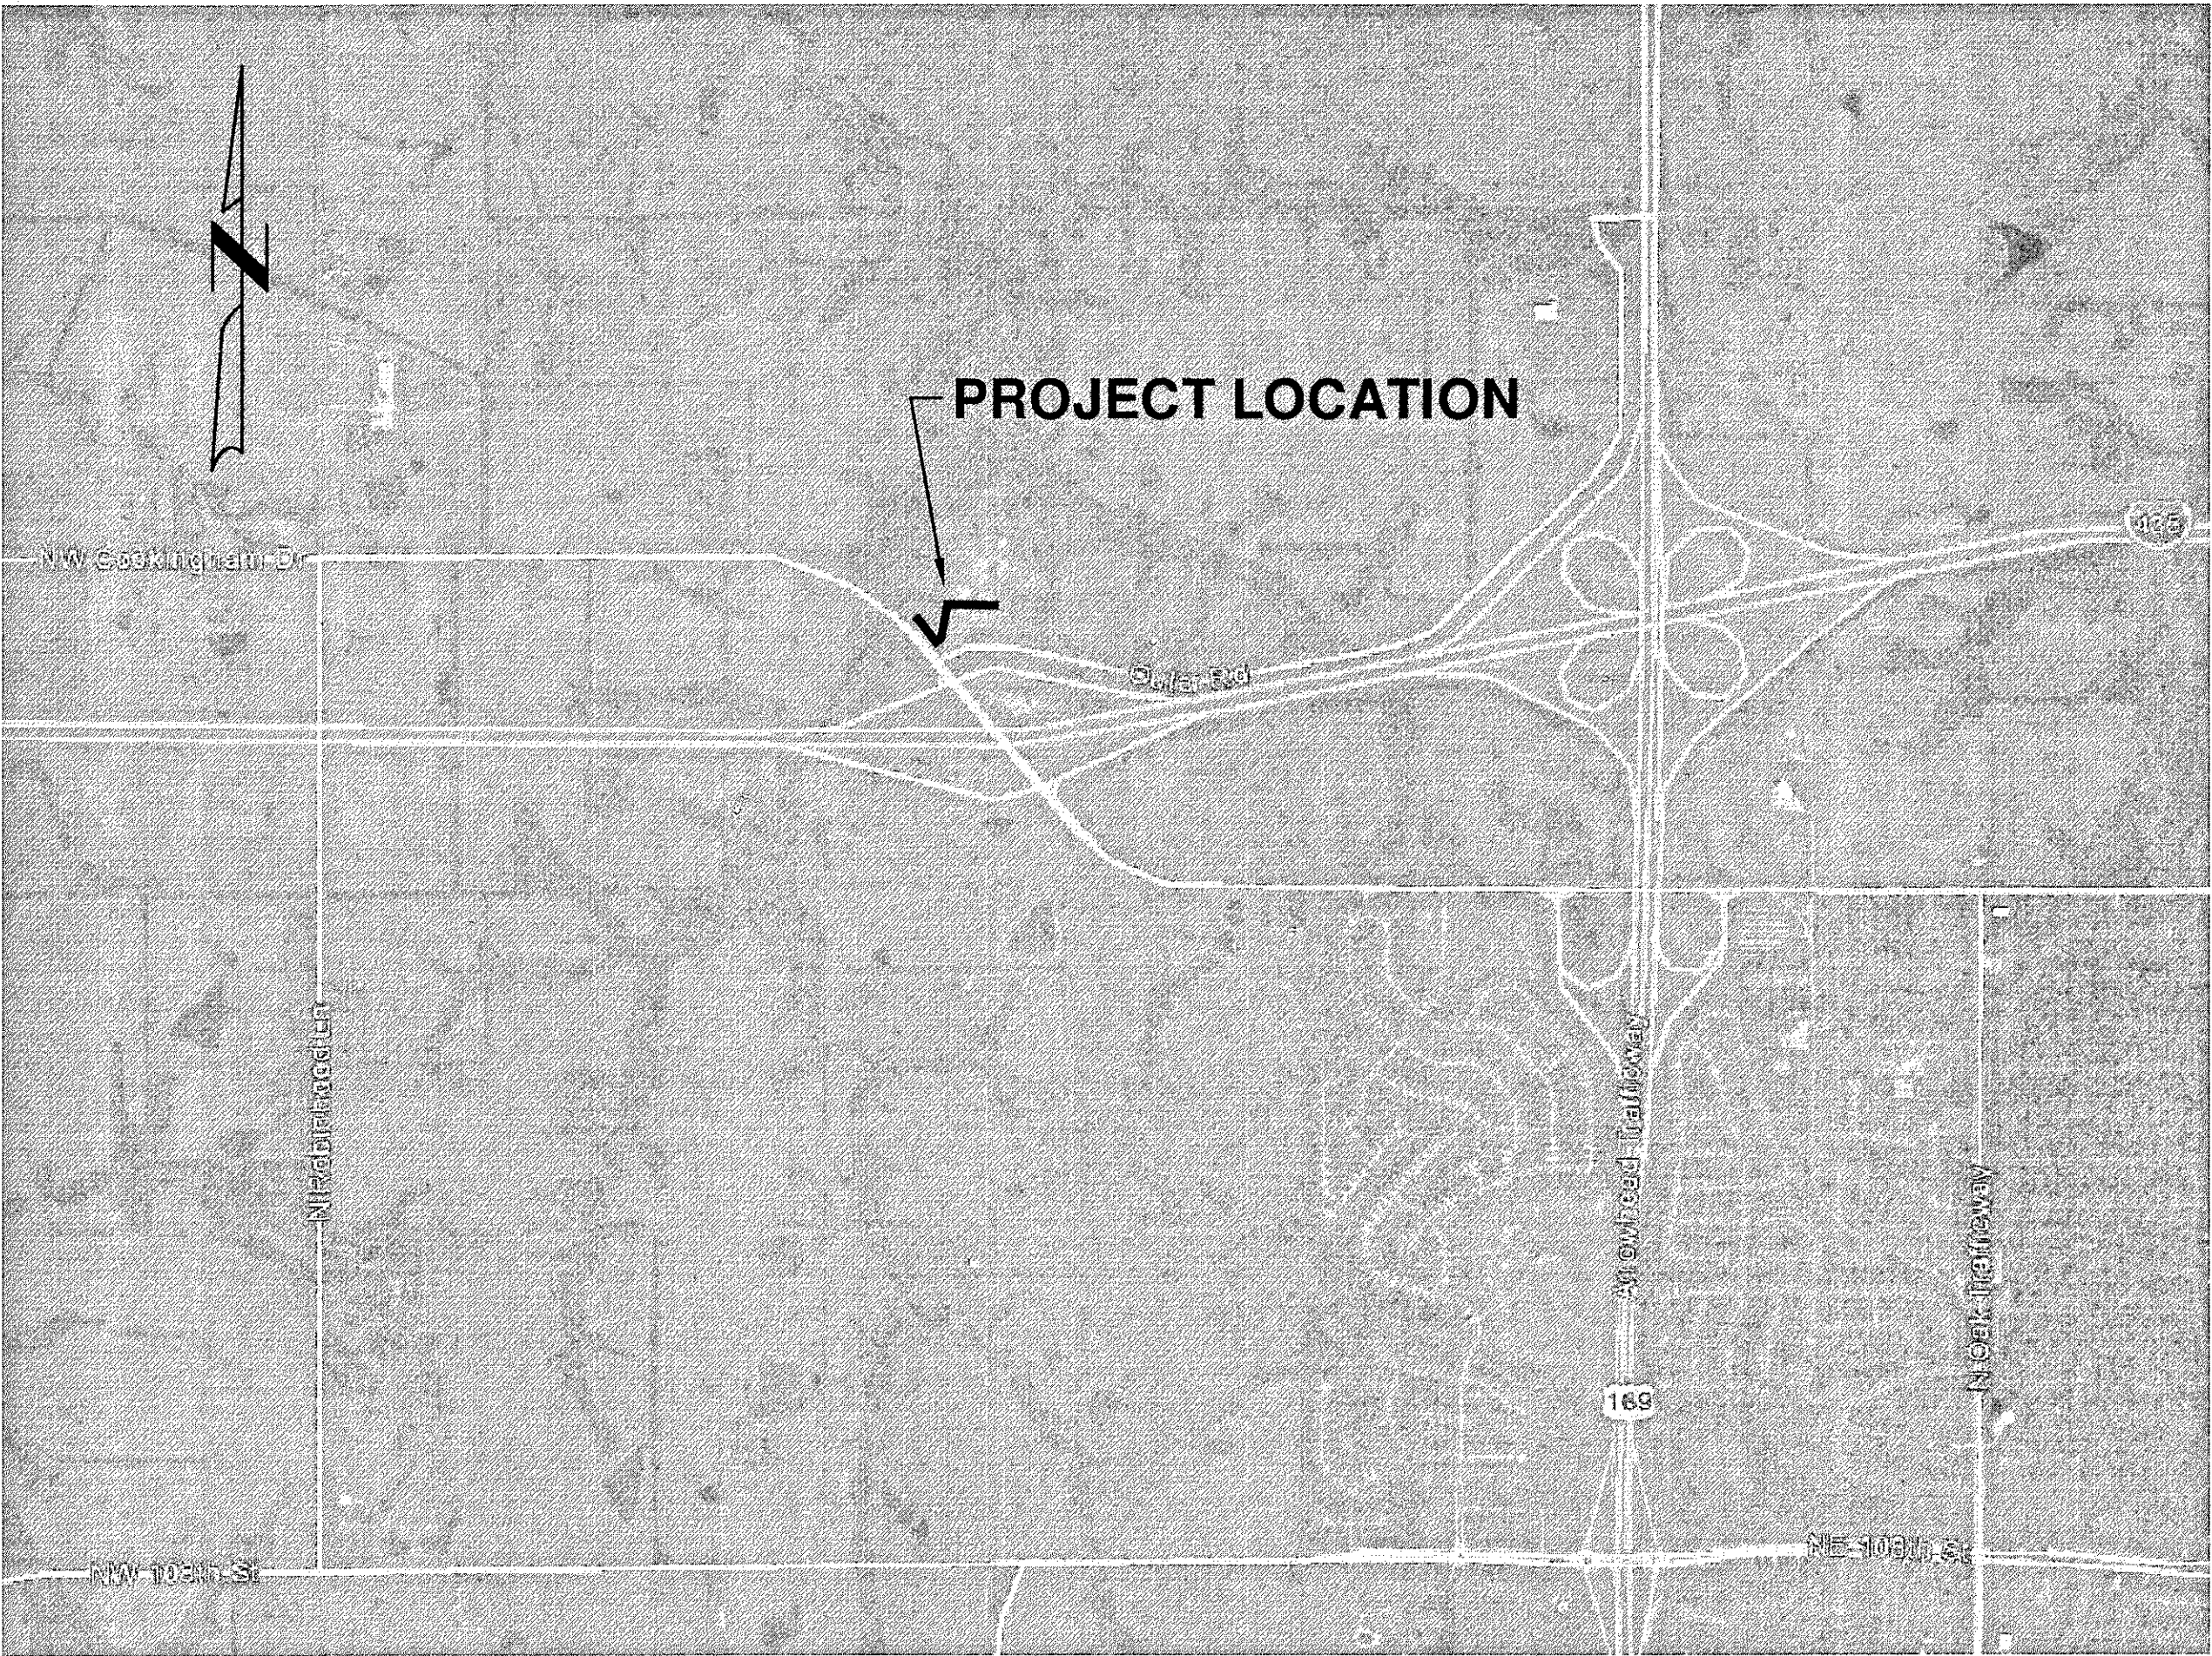 N
PROJECT LOCATION
435
NW Cookingham Dr
Outer Rd
N Robinhood Ln
Arrowhead Trafficway
N Oak Trafficway
169
NW 108th St
NE 108th St